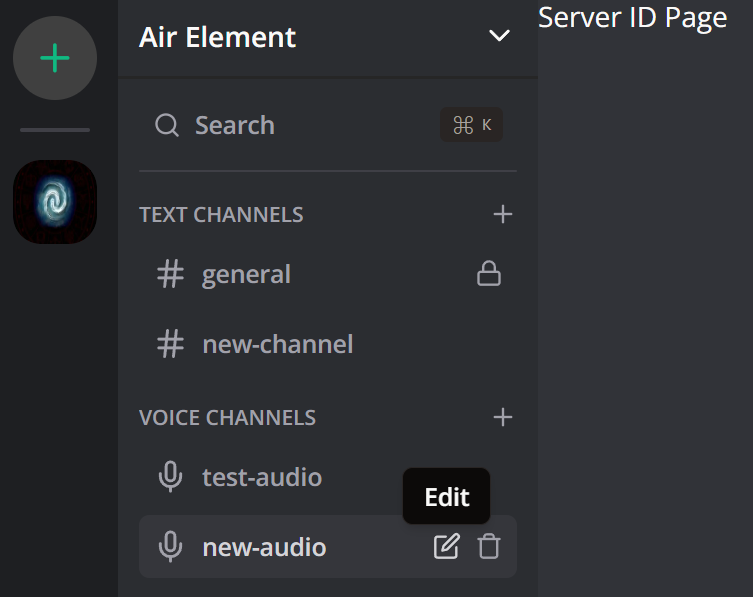 Server ID Page
Air Element
Search
⌘ K
TEXT CHANNELS
general
new-channel
VOICE CHANNELS
test-audio
Edit
new-audio